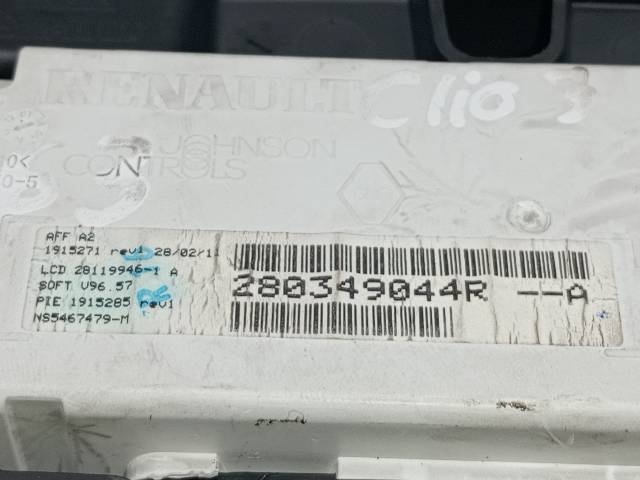 RENAULT Clio 3
JOHNSON
CONTROLS
AFF A2
1915271 rev1 28/02/11
LCD 28119946-1 A
SOFT V96.57
PIE 1915285 rev1
NS5467479-M
280349044R --A